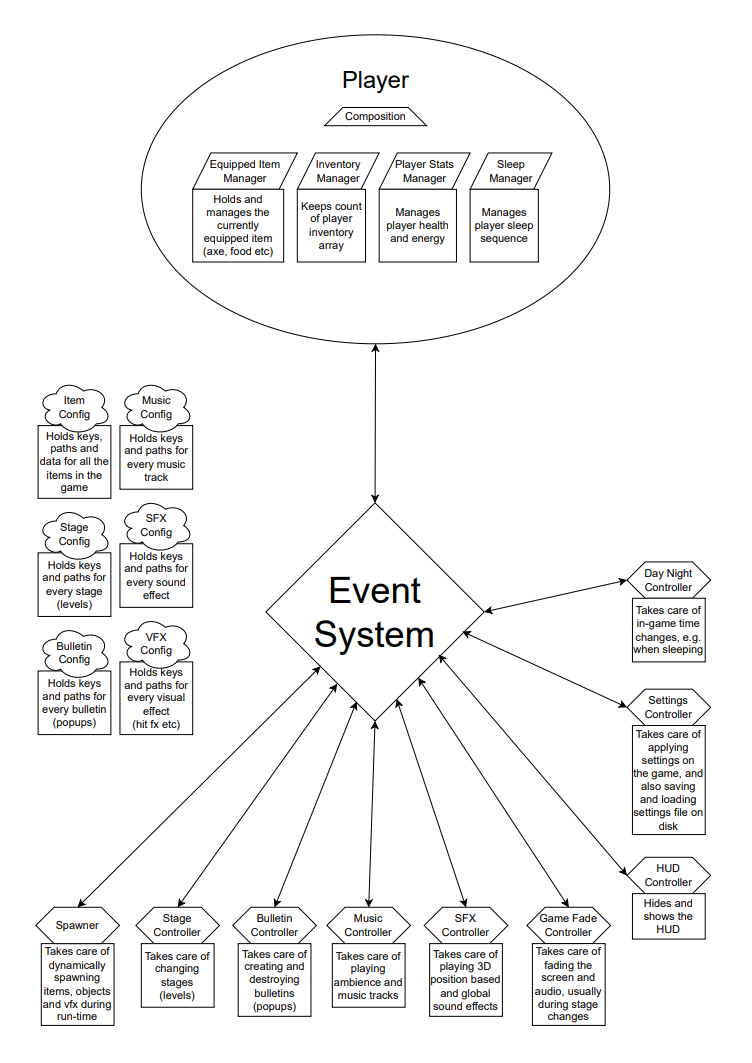 Player
Composition
Equipped Item
Manager
Holds and
manages the
currently
equipped item
(axe, food etc)
Inventory
Manager
Keeps count
of player
inventory
array
Player Stats
Manager
Manages
player health
and energy
Sleep
Manager
Manages
player sleep
sequence
Item
Config
Holds keys,
paths and
data for all the
items in the
game
Music
Config
Holds keys
and paths for
every music
track
Stage
Config
Holds keys
and paths for
every stage
(levels)
SFX
Config
Holds keys
and paths for
every sound
effect
Bulletin
Config
Holds keys
and paths for
every bulletin
(popups)
VFX
Config
Holds keys
and paths for
every visual
effect
(hit fx etc)
Event
System
Day Night
Controller
Takes care of
in-game time
changes, e.g.
when sleeping
Settings
Controller
Takes care of
applying
settings on
the game, and
also saving
and loading
settings file on
disk
HUD
Controller
Hides and
shows the
HUD
Spawner
Takes care of
dynamically
spawning
items, objects
and vfx during
run-time
Stage
Controller
Takes care of
changing
stages
(levels)
Bulletin
Controller
Takes care of
creating and
destroying
bulletins
(popups)
Music
Controller
Takes care of
playing
ambience and
music tracks
SFX
Controller
Takes care of
playing 3D
position based
and global
sound effects
Game Fade
Controller
Takes care of
fading the
screen and
audio, usually
during stage
changes